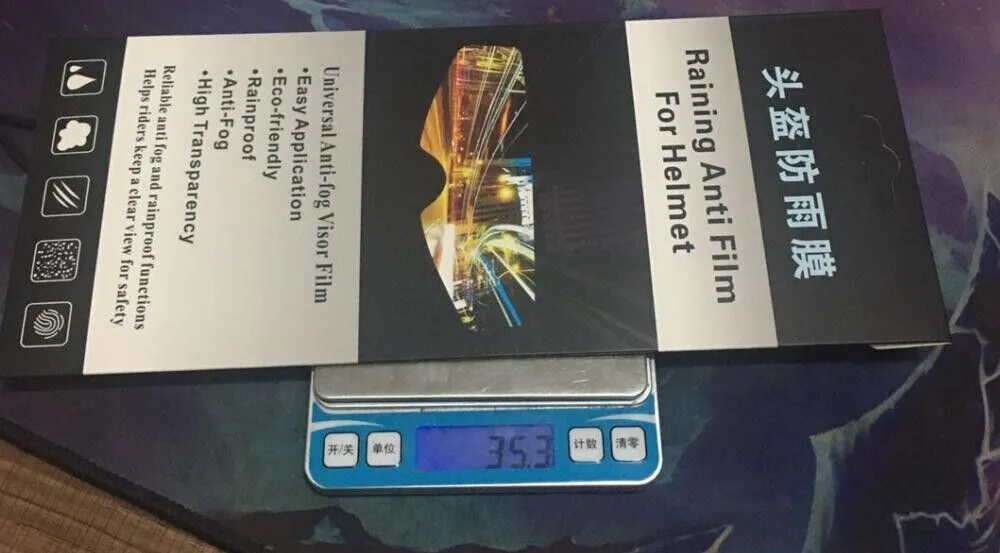 头盔防雨膜
Raining Anti Film
For Helmet
Universal Anti-fog Visor Film
•Easy Application
•Eco-friendly
•Rainproof
•Anti-Fog
•High Transparency
Reliable anti fog and rainproof functions
Helps riders keep a clear view for safety
开/关
单位
35.3
计数
清零